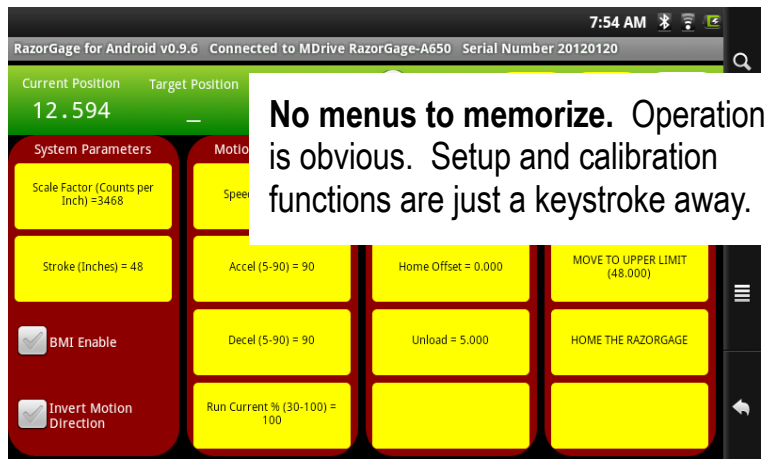 7:54 AM
RazorGage for Android v0.9.6 Connected to MDrive RazorGage-A650 Serial Number 20120120
Current Position Target Position
12.594 _
No menus to memorize. Operation
is obvious. Setup and calibration
functions are just a keystroke away.
System Parameters
Scale Factor (Counts per
Inch) =3468
Stroke (Inches) = 48
BMI Enable
Invert Motion
Direction
Accel (5-90) = 90
Decel (5-90) = 90
Run Current % (30-100) =
100
Home Offset = 0.000
Unload = 5.000
MOVE TO UPPER LIMIT
(48.000)
HOME THE RAZORGAGE